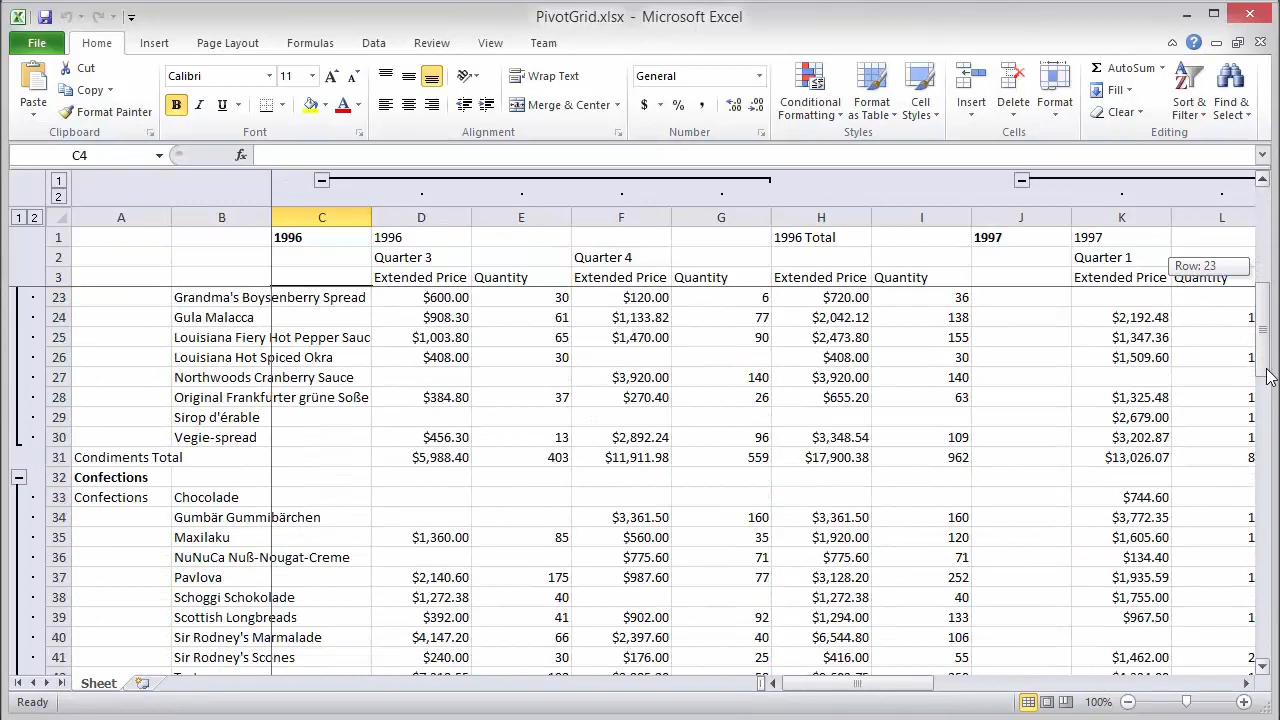 PiVotGrid.xlsx - Microsoft Excel
File Home Insert Page Layout Formulas Data Review View Team
Paste Cut Copy Format Painter Clipboard
Calibri 11 B I U A Font
Wrap Text Merge & Center Alignment
General $ % , Number
Conditional Formatting Format as Table Cell Styles Styles
Insert Delete Format Cells
AutoSum Fill Clear Sort & Filter Find & Select Editing
C4 fx
1
2
1 2 A B C D E F G H I J K L
1 1996 1996 1996 Total 1997 1997
2 Quarter 3 Quarter 4 Quarter 1
Row: 23
3 Extended Price Quantity Extended Price Quantity Extended Price Quantity Extended Price Quantity
23 Grandma's Boysenberry Spread $600.00 30 $120.00 6 $720.00 36
24 Gula Malacca $908.30 61 $1,133.82 77 $2,042.12 138 $2,192.48 1
25 Louisiana Fiery Hot Pepper Sauc $1,003.80 65 $1,470.00 90 $2,473.80 155 $1,347.36
26 Louisiana Hot Spiced Okra $408.00 30 $408.00 30 $1,509.60 1
27 Northwoods Cranberry Sauce $3,920.00 140 $3,920.00 140
28 Original Frankfurter grüne Soße $384.80 37 $270.40 26 $655.20 63 $1,325.48 1
29 Sirop d'érable $2,679.00 1
30 Vegie-spread $456.30 13 $2,892.24 96 $3,348.54 109 $3,202.87 1
31 Condiments Total $5,988.40 403 $11,911.98 559 $17,900.38 962 $13,026.07 8
32 Confections
33 Confections Chocolade $744.60
34 Gumbär Gummibärchen $3,361.50 160 $3,361.50 160 $3,772.35 1
35 Maxilaku $1,360.00 85 $560.00 35 $1,920.00 120 $1,605.60 1
36 NuNuCa Nuß-Nougat-Creme $775.60 71 $775.60 71 $134.40
37 Pavlova $2,140.60 175 $987.60 77 $3,128.20 252 $1,935.59 1
38 Schoggi Schokolade $1,272.38 40 $1,272.38 40 $1,755.00
39 Scottish Longbreads $392.00 41 $902.00 92 $1,294.00 133 $967.50 1
40 Sir Rodney's Marmalade $4,147.20 66 $2,397.60 40 $6,544.80 106
41 Sir Rodney's Scones $240.00 30 $176.00 25 $416.00 55 $1,462.00 2
Sheet
Ready 100%